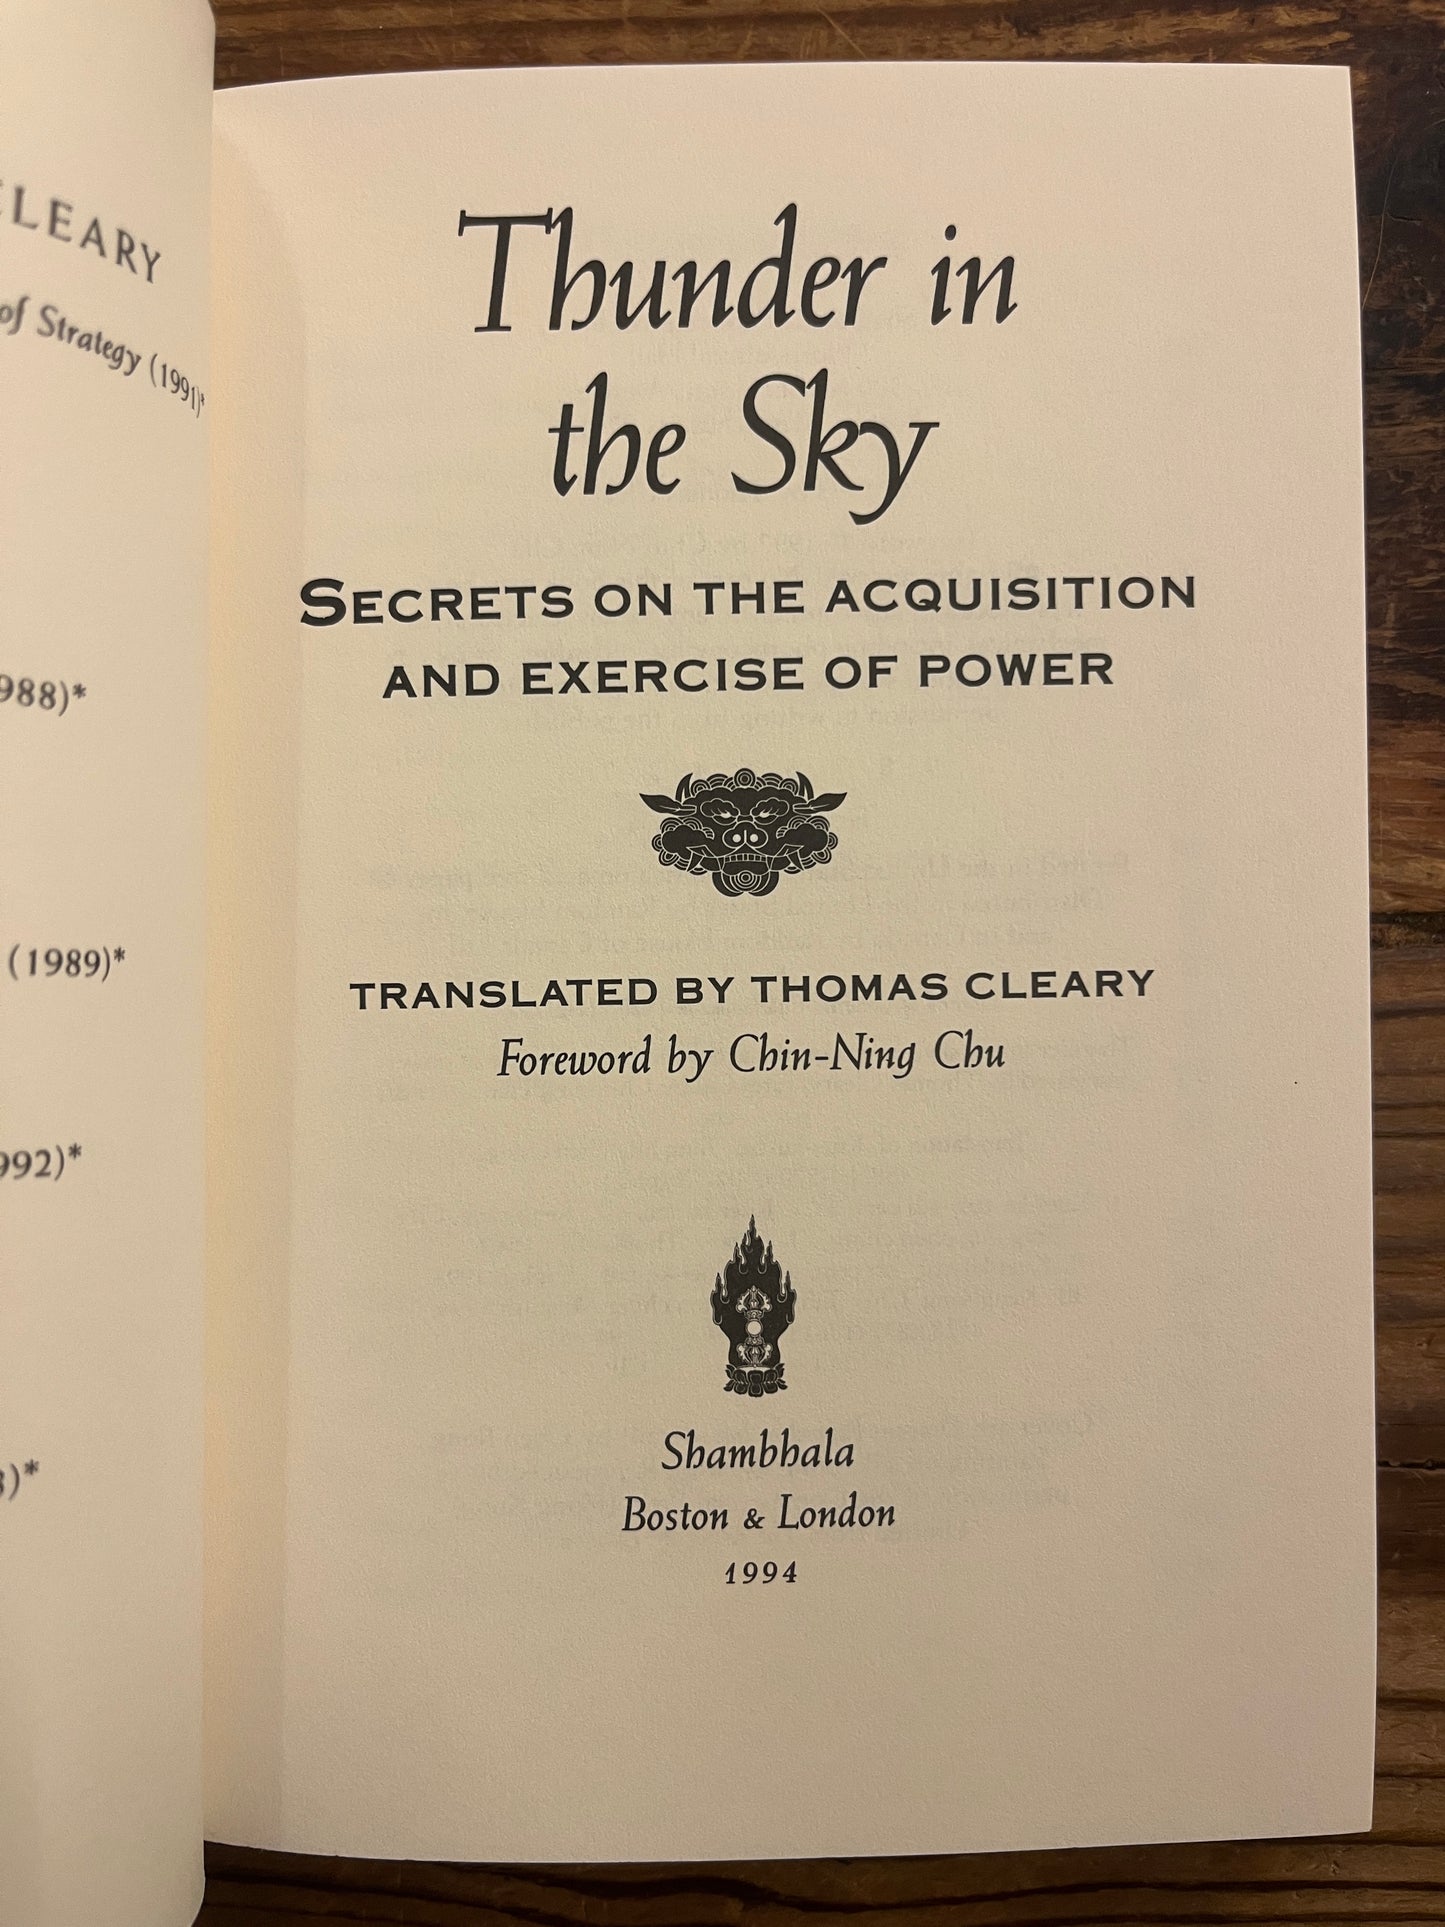 CLEARY
of Strategy (1991)*
988)*
(1989)*
992)*
)*
Thunder in
the Sky
SECRETS ON THE ACQUISITION
AND EXERCISE OF POWER
TRANSLATED BY THOMAS CLEARY
Foreword by Chin-Ning Chu
Shambhala
Boston & London
1994